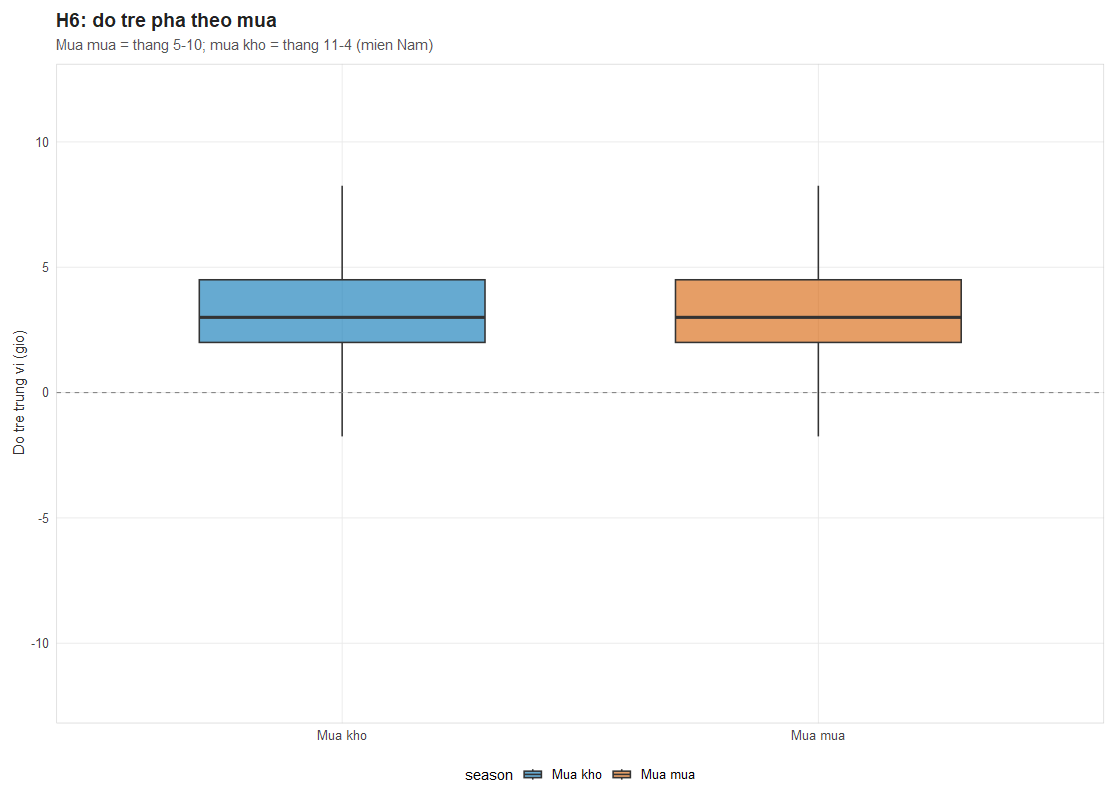 H6: do tre pha theo mua
Mua mua = thang 5-10; mua kho = thang 11-4 (mien Nam)
Do tre trung vi (gio)
10
5
0
-5
-10
Mua kho
Mua mua
season
Mua kho
Mua mua